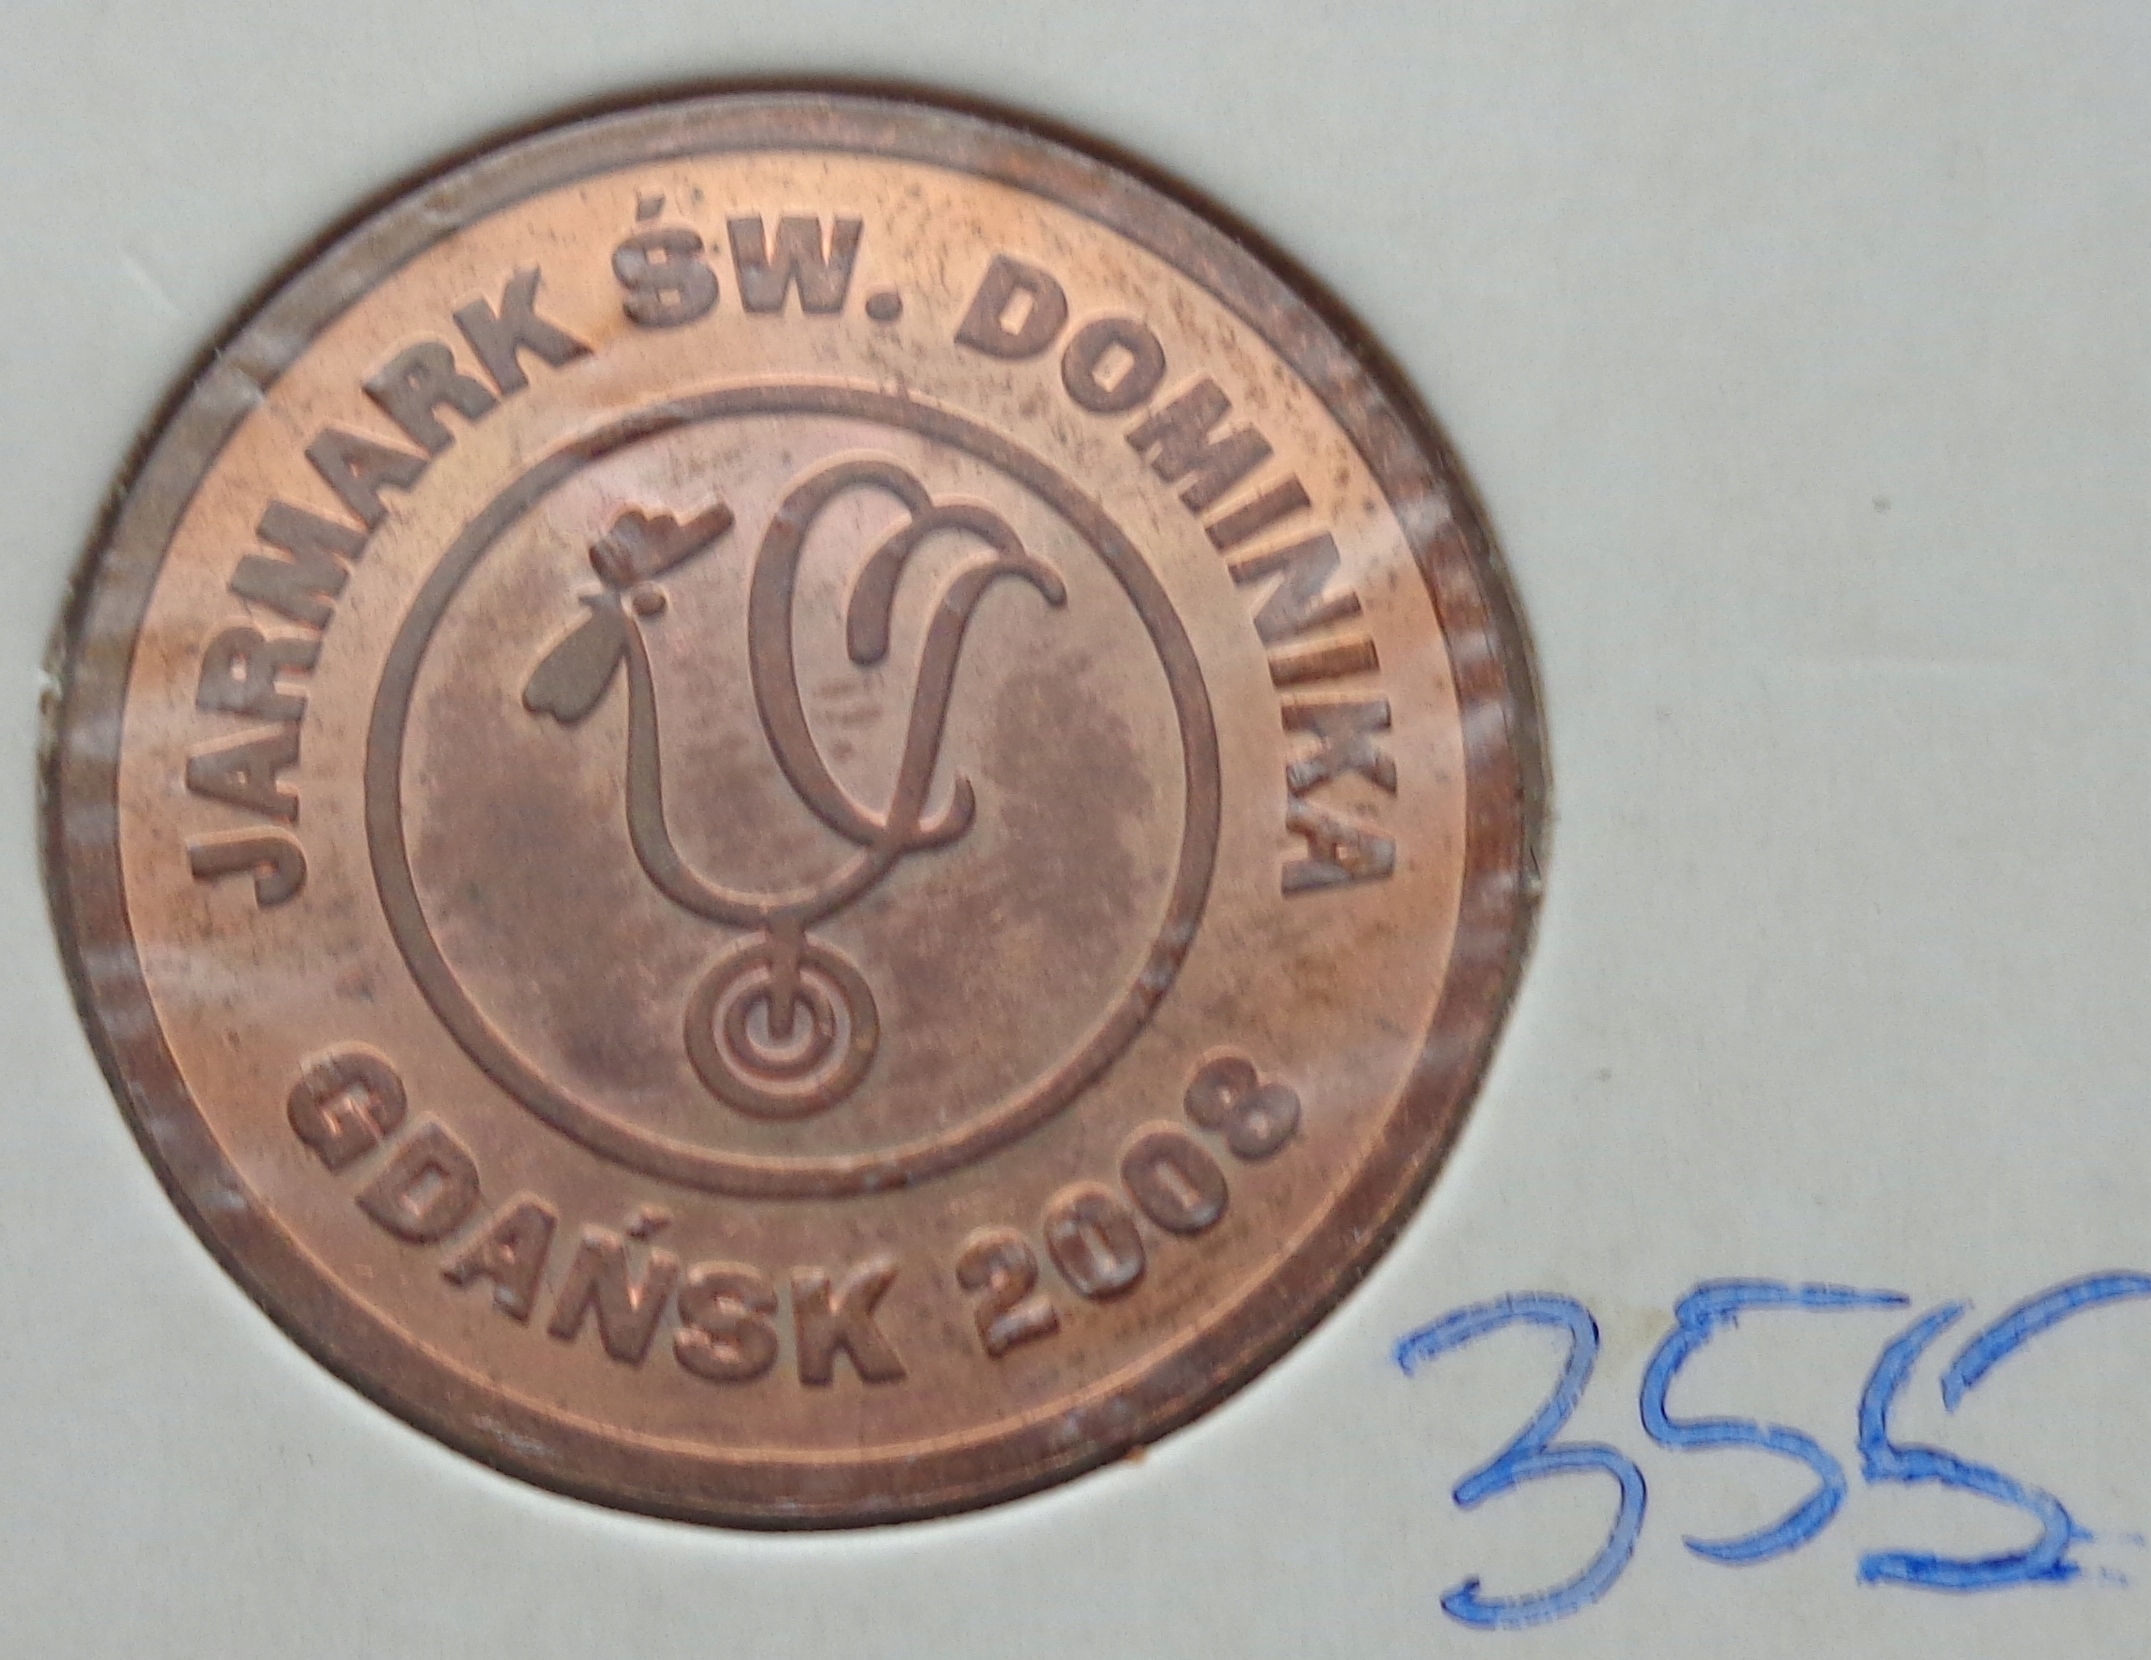 JARMARK ŚW. DOMINIKA
GDAŃSK 2008
355